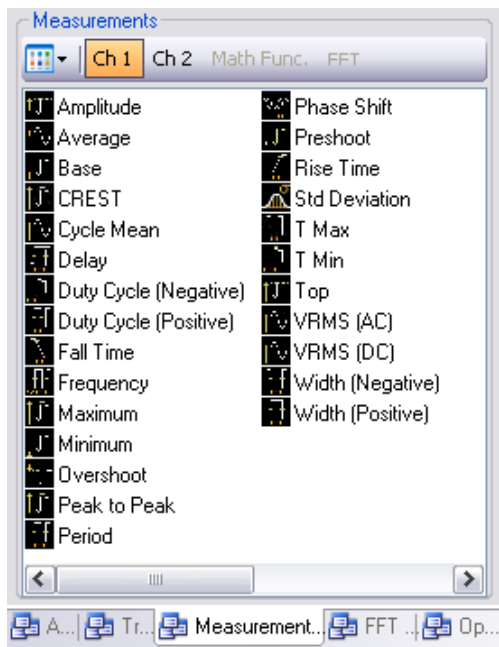 Measurements
Ch 1 Ch 2 Math Func. FFT
Amplitude
Average
Base
CREST
Cycle Mean
Delay
Duty Cycle (Negative)
Duty Cycle (Positive)
Fall Time
Frequency
Maximum
Minimum
Overshoot
Peak to Peak
Period
Phase Shift
Preshoot
Rise Time
Std Deviation
T Max
T Min
Top
VRMS (AC)
VRMS (DC)
Width (Negative)
Width (Positive)
A... Tr... Measurement... FFT ... Op...